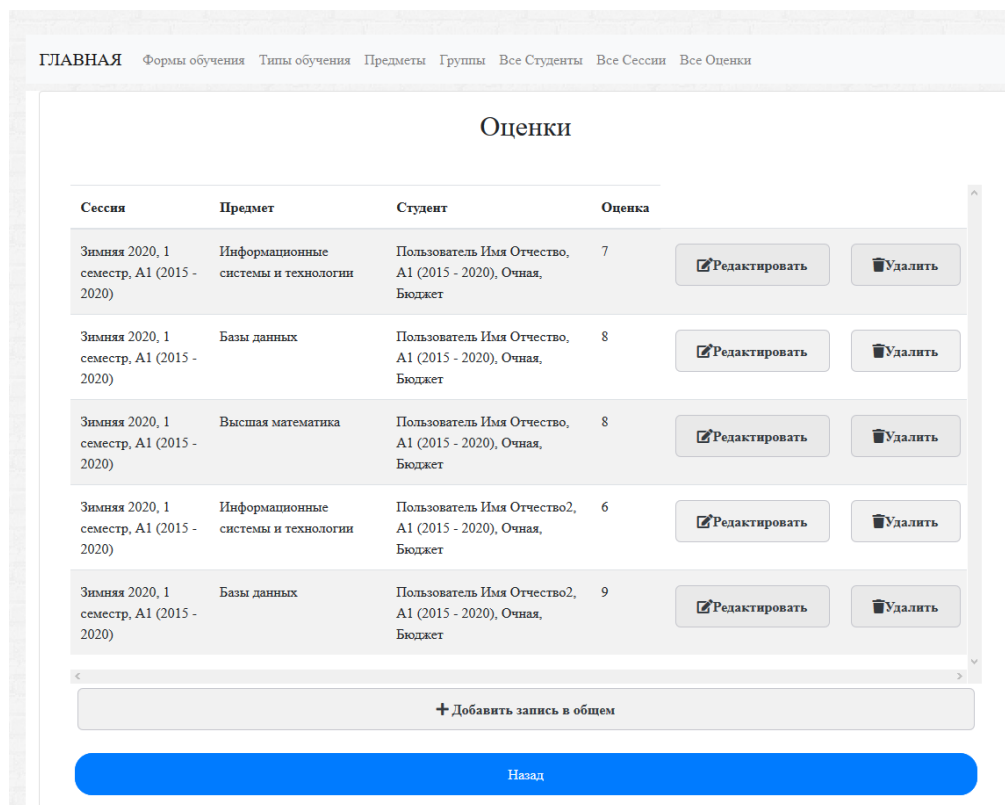 ГЛАВНАЯ Формы обучения Типы обучения Предметы Группы Все Студенты Все Сессии Все Оценки
Оценки
Сессия Предмет Студент Оценка
Зимняя 2020, 1 Информационные Пользователь Имя Отчество, 7
семестр, А1 (2015 - системы и технологии А1 (2015 - 2020), Очная, Редактировать Удалить
2020) Бюджет
Зимняя 2020, 1 Базы данных Пользователь Имя Отчество, 8
семестр, А1 (2015 - А1 (2015 - 2020), Очная, Редактировать Удалить
2020) Бюджет
Зимняя 2020, 1 Высшая математика Пользователь Имя Отчество, 8
семестр, А1 (2015 - А1 (2015 - 2020), Очная, Редактировать Удалить
2020) Бюджет
Зимняя 2020, 1 Информационные Пользователь Имя Отчество2, 6
семестр, А1 (2015 - системы и технологии А1 (2015 - 2020), Очная, Редактировать Удалить
2020) Бюджет
Зимняя 2020, 1 Базы данных Пользователь Имя Отчество2, 9
семестр, А1 (2015 - А1 (2015 - 2020), Очная, Редактировать Удалить
2020) Бюджет
Добавить запись в общем
Назад